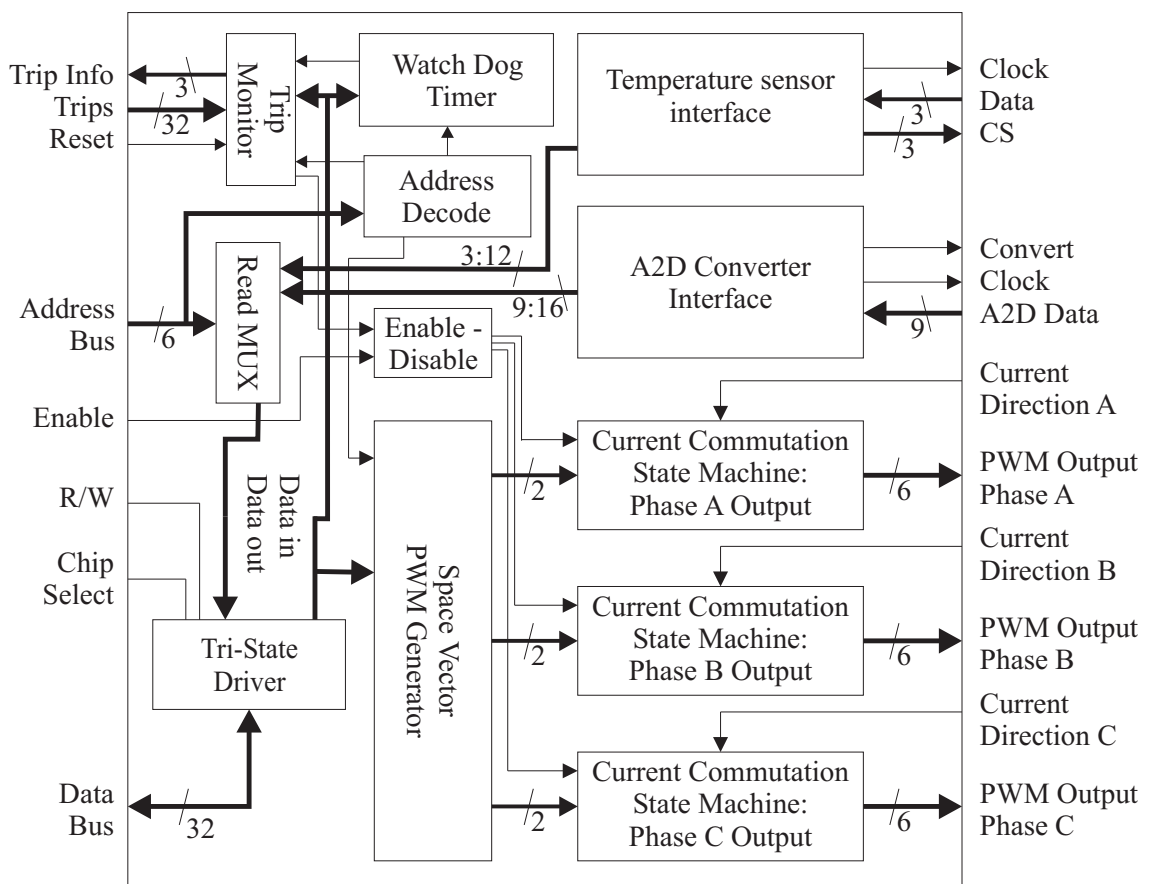 Trip Info
Trips
Reset
3
32
Trip
Monitor
Watch Dog
Timer
Address
Decode
Temperature sensor
interface
Clock
Data
CS
3
3
3:12
9:16
A2D Converter
Interface
Convert
Clock
A2D Data
9
Address
Bus
6
Read MUX
Enable -
Disable
Enable
R/W
Chip
Select
Data in
Data out
Tri-State
Driver
Data
Bus
32
Space Vector
PWM Generator
2
Current Commutation
State Machine:
Phase A Output
6
Current
Direction A
PWM Output
Phase A
2
Current Commutation
State Machine:
Phase B Output
6
Current
Direction B
PWM Output
Phase B
2
Current Commutation
State Machine:
Phase C Output
6
Current
Direction C
PWM Output
Phase C